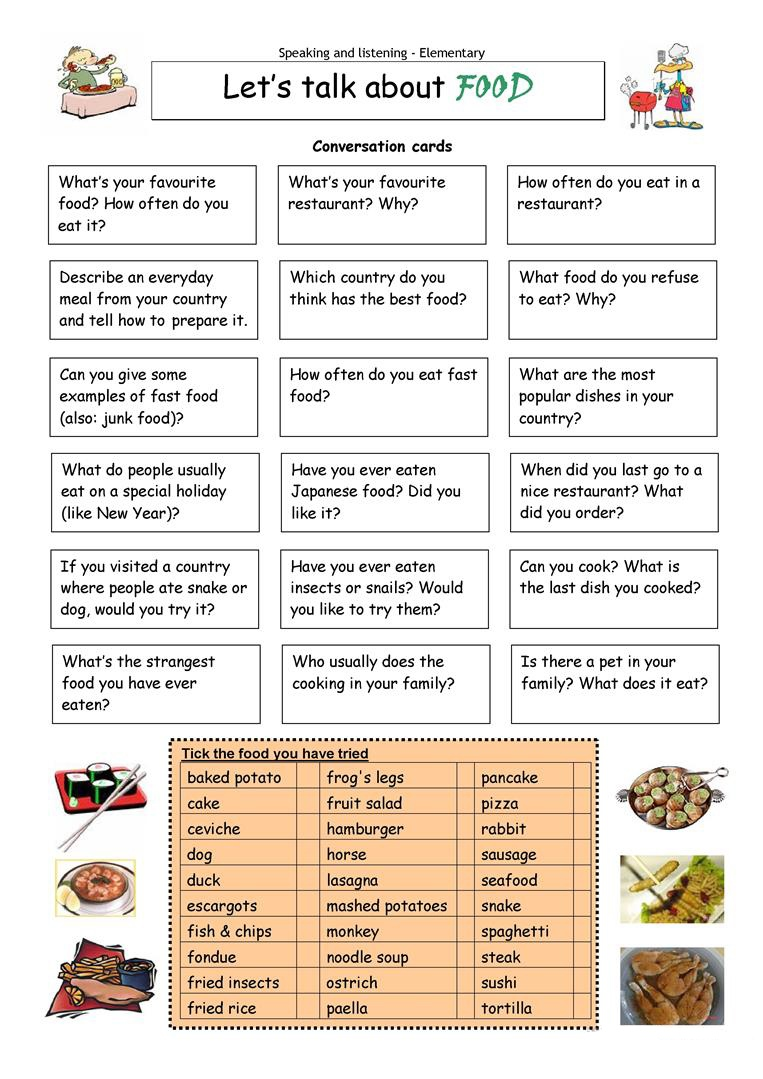 Speaking and listening - Elementary
Let's talk about FOOD
Conversation cards
What's your favourite
food? How often do you
eat it?
What's your favourite
restaurant? Why?
How often do you eat in a
restaurant?
Describe an everyday
meal from your country
and tell how to prepare it.
Which country do you
think has the best food?
What food do you refuse
to eat? Why?
Can you give some
examples of fast food
(also: junk food)?
How often do you eat fast
food?
What are the most
popular dishes in your
country?
What do people usually
eat on a special holiday
(like New Year)?
Have you ever eaten
Japanese food? Did you
like it?
When did you last go to a
nice restaurant? What
did you order?
If you visited a country
where people ate snake or
dog, would you try it?
Have you ever eaten
insects or snails? Would
you like to try them?
Can you cook? What is
the last dish you cooked?
What's the strangest
food you have ever
eaten?
Who usually does the
cooking in your family?
Is there a pet in your
family? What does it eat?
Tick the food you have tried
baked potato frog's legs pancake
cake fruit salad pizza
ceviche hamburger rabbit
dog horse sausage
duck lasagna seafood
escargots mashed potatoes snake
fish & chips monkey spaghetti
fondue noodle soup steak
fried insects ostrich sushi
fried rice paella tortilla